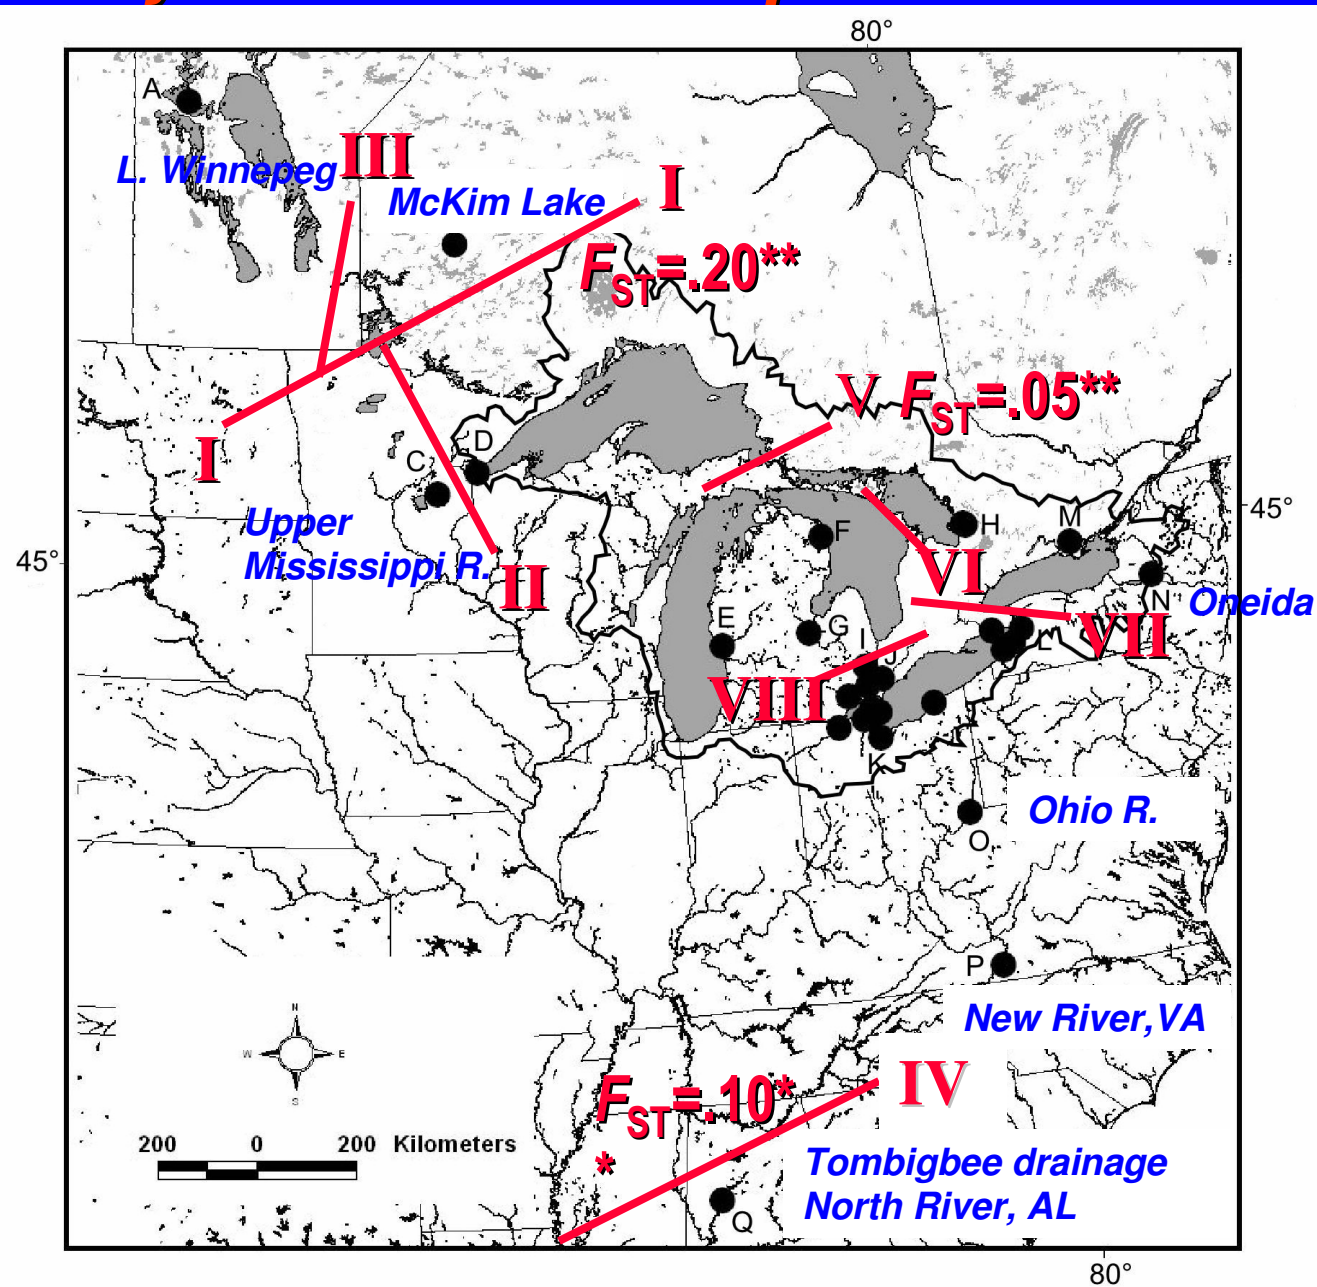 80°
A
L. Winnepeg
III
McKim Lake
I
FST=.20**
V
FST=.05**
I
D
C
Upper
Mississippi R.
II
45°
45°
F
H
M
VI
N
Oneida
E
G
I
J
L
VII
VIII
K
Ohio R.
O
P
New River,VA
N
W
E
S
FST=.10*
*
IV
200 0 200 Kilometers
Tombigbee drainage
North River, AL
Q
80°